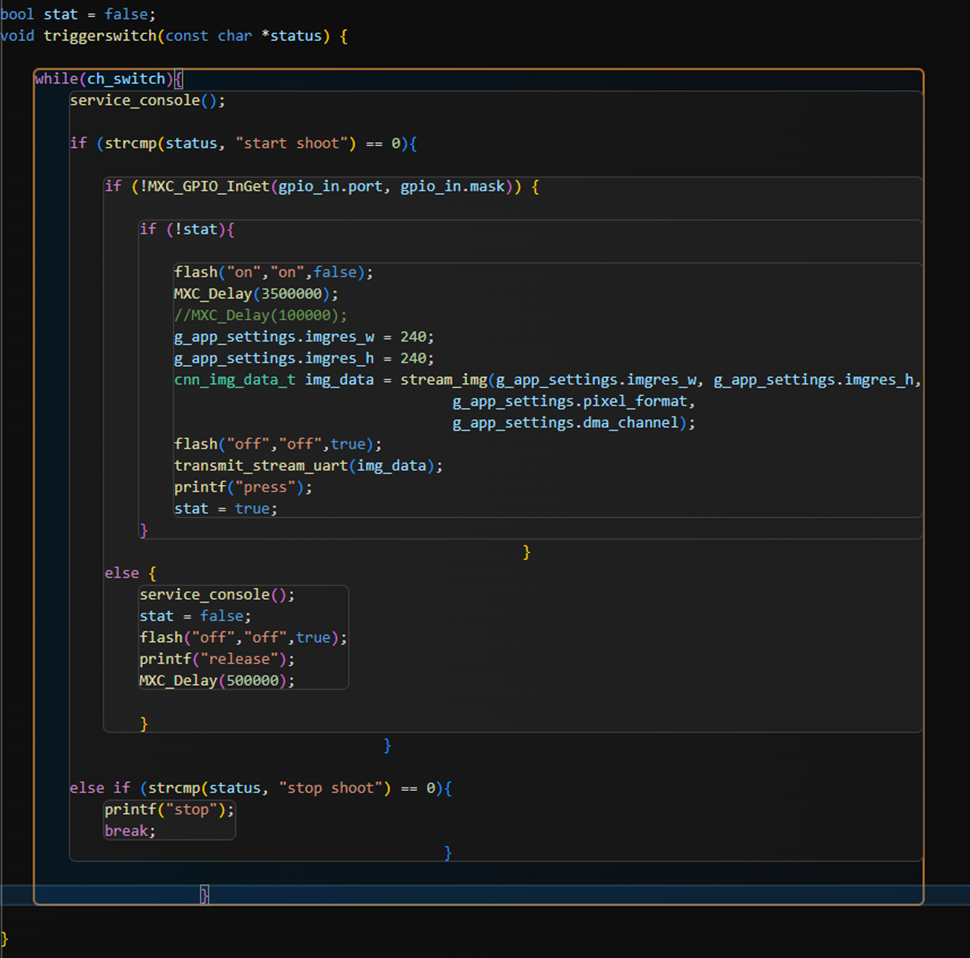 bool stat = false;
void triggerswitch(const char *status) {
while(ch_switch){
service_console();
if (strcmp(status, "start shoot") == 0){
if (!MXC_GPIO_InGet(gpio_in.port, gpio_in.mask)) {
if (!stat){
flash("on","on",false);
MXC_Delay(3500000);
//MXC_Delay(100000);
g_app_settings.imgres_w = 240;
g_app_settings.imgres_h = 240;
cnn_img_data_t img_data = stream_img(g_app_settings.imgres_w, g_app_settings.imgres_h,
g_app_settings.pixel_format,
g_app_settings.dma_channel);
flash("off","off",true);
transmit_stream_uart(img_data);
printf("press");
stat = true;
}
}
else {
service_console();
stat = false;
flash("off","off",true);
printf("release");
MXC_Delay(500000);
}
}
else if (strcmp(status, "stop shoot") == 0){
printf("stop");
break;
}
}
}